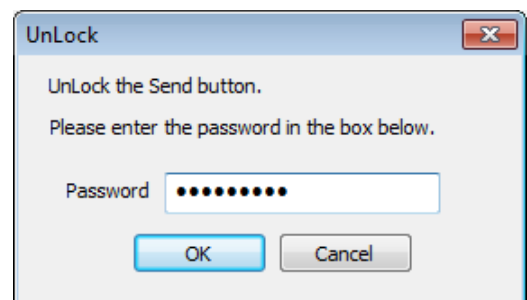 UnLock
UnLock the Send button.
Please enter the password in the box below.
Password •••••••••
OK Cancel